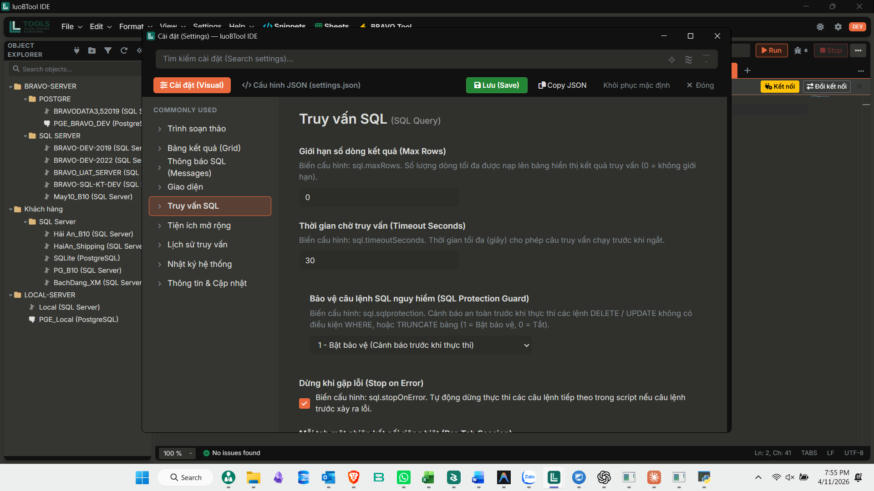 luoBTool IDE
TOOLS
File
Edit
Format
View
Settings
Help
Snippets
Sheets
BRAVO Tool
DEV
OBJECT EXPLORER
Search objects...
BRAVO-SERVER
POSTGRE
BRAVODATA3,52019 (SQL
PGE_BRAVO_DEV (PostgreS
SQL SERVER
BRAVO-DEV-2019 (SQL Se
BRAVO-DEV-2022 (SQL Se
BRAVO_UAT_SERVER (SQL
BRAVO-SQL-KT-DEV (SQL
May10_B10 (SQL Server)
Khách hàng
SQL Server
Hải An_B10 (SQL Server)
HaiAn_Shipping (SQL Serve
SQLite (PostgreSQL)
PG_B10 (SQL Server)
BachDang_XM (SQL Server)
LOCAL-SERVER
Local (SQL Server)
PGE_Local (PostgreSQL)
Cài đặt (Settings) — luoBTool IDE
Tìm kiếm cài đặt (Search settings)...
Cài đặt (Visual)
</> Cấu hình JSON (settings.json)
Lưu (Save)
Copy JSON
Khôi phục mặc định
Đóng
COMMONLY USED
Trình soạn thảo
Bảng kết quả (Grid)
Thông báo SQL (Messages)
Giao diện
Truy vấn SQL
Tiện ích mở rộng
Lịch sử truy vấn
Nhật ký hệ thống
Thông tin & Cập nhật
Truy vấn SQL (SQL Query)
Giới hạn số dòng kết quả (Max Rows)
Biến cấu hình: sql.maxRows. Số lượng dòng tối đa được nạp lên bảng hiển thị kết quả truy vấn (0 = không giới
hạn).
0
Thời gian chờ truy vấn (Timeout Seconds)
Biến cấu hình: sql.timeoutSeconds. Thời gian tối đa (giây) cho phép câu truy vấn chạy trước khi ngắt.
30
Bảo vệ câu lệnh SQL nguy hiểm (SQL Protection Guard)
Biến cấu hình: sql.sqlprotection. Cảnh báo an toàn trước khi thực thi các lệnh DELETE / UPDATE không có
điều kiện WHERE, hoặc TRUNCATE bảng (1 = Bật bảo vệ, 0 = Tắt).
1 - Bật bảo vệ (Cảnh báo trước khi thực thi)
Dừng khi gặp lỗi (Stop on Error)
Biến cấu hình: sql.stopOnError. Tự động dừng thực thi các câu lệnh tiếp theo trong script nếu câu lệnh
trước xảy ra lỗi.
Run
Stop
Kết nối
Đổi kết nối
100 %
No issues found
Ln: 2, Ch: 41
TABS
LF
UTF-8
Search
Zalo
7:55 PM
4/11/2026